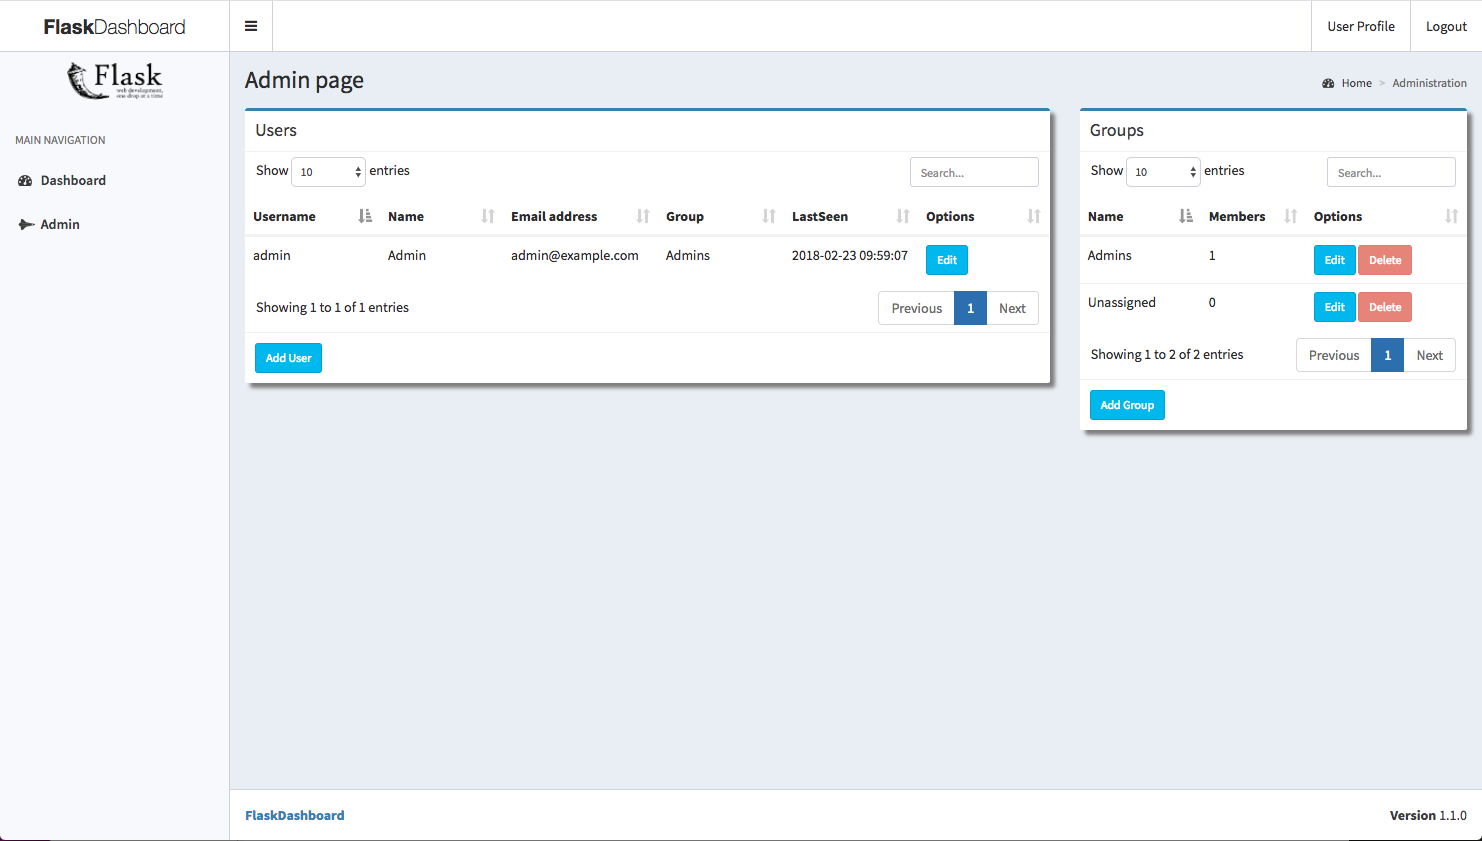 FlaskDashboard
User Profile
Logout
Flask
web development,
one drop at a time
MAIN NAVIGATION
Dashboard
Admin
Admin page
Home > Administration
Users
Show 10 entries
Search...
Username Name Email address Group LastSeen Options
admin Admin admin@example.com Admins 2018-02-23 09:59:07 Edit
Showing 1 to 1 of 1 entries
Previous 1 Next
Add User
Groups
Show 10 entries
Search...
Name Members Options
Admins 1 Edit Delete
Unassigned 0 Edit Delete
Showing 1 to 2 of 2 entries
Previous 1 Next
Add Group
FlaskDashboard
Version 1.1.0